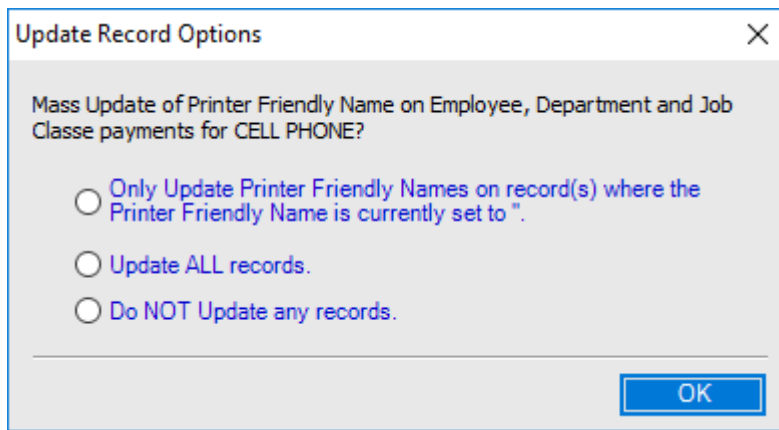 Update Record Options
Mass Update of Printer Friendly Name on Employee, Department and Job
Classe payments for CELL PHONE?
Only Update Printer Friendly Names on record(s) where the
Printer Friendly Name is currently set to ''.
Update ALL records.
Do NOT Update any records.
OK